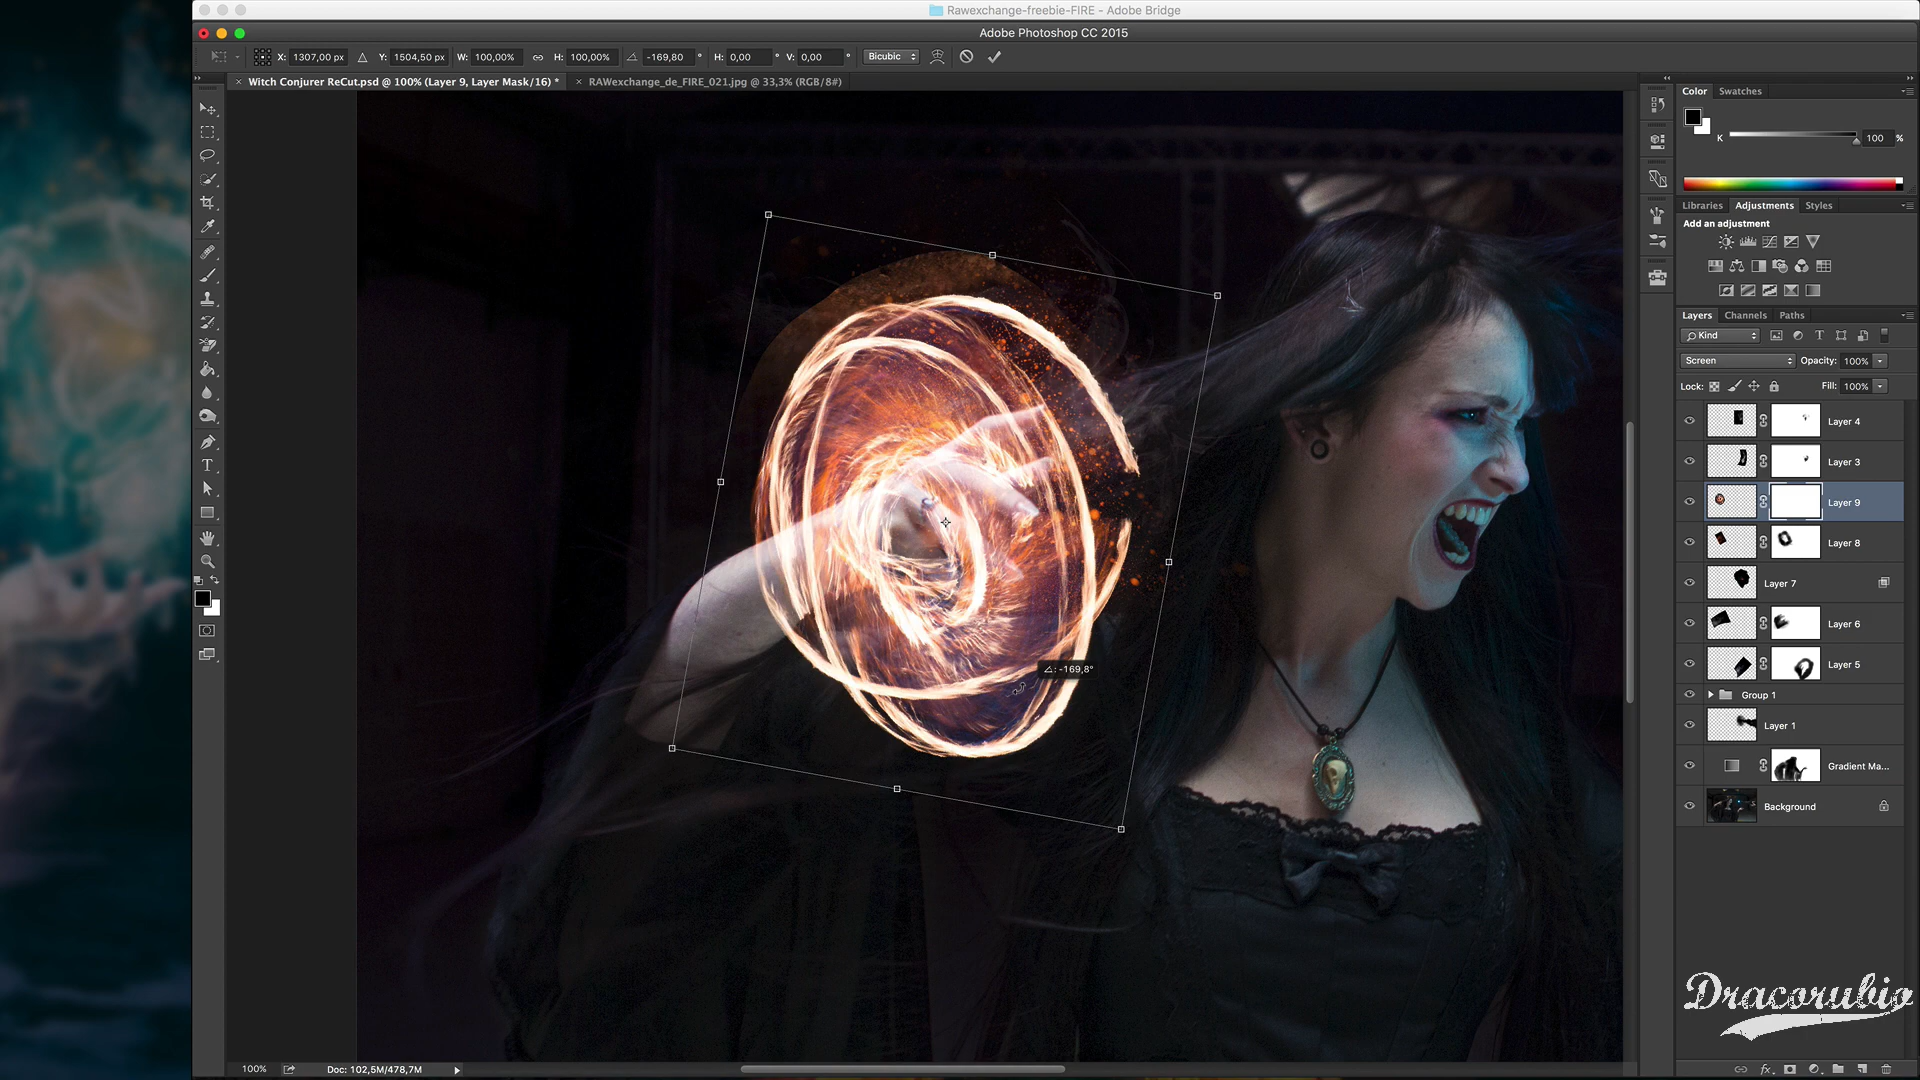 Rawexchange-freebie-FIRE - Adobe Bridge
Adobe Photoshop CC 2015
X: 1307,00 px Y: 1504,50 px W: 100,00% H: 100,00% -169,80 ° H: 0,00 ° V: 0,00 ° Bicubic
× Witch Conjurer ReCut.psd @ 100% (Layer 9, Layer Mask/16) * × RAWexchange_de_FIRE_021.jpg @ 33,3% (RGB/8#)
Color Swatches
K 100 %
Libraries Adjustments Styles
Add an adjustment
Layers Channels Paths
Kind
Screen Opacity: 100%
Lock: Fill: 100%
Layer 4
Layer 3
Layer 9
Layer 8
Layer 7
Layer 6
Layer 5
Group 1
Layer 1
Gradient Ma...
Background
: -169,8°
Dracorubio
100% Doc: 102,5M/478,7M
fx